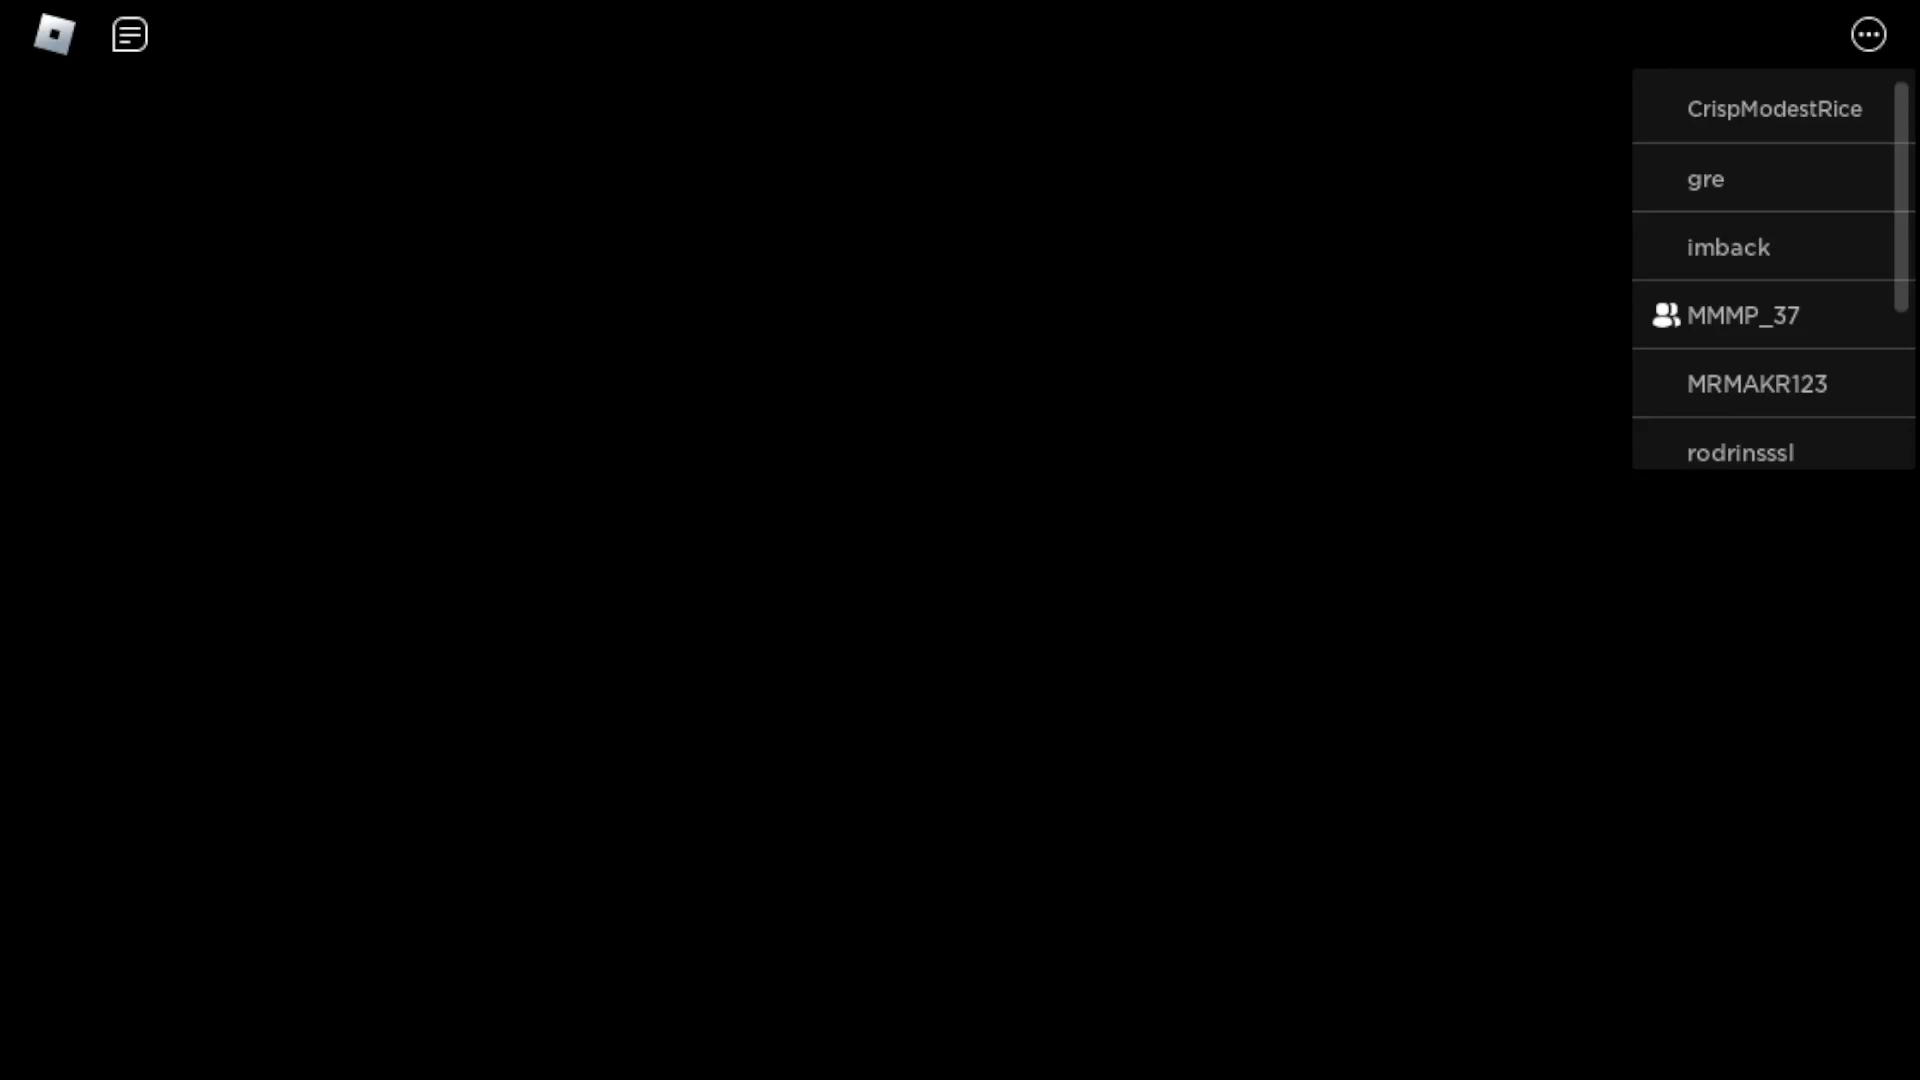 CrispModestRice
gre
imback
MMMP_37
MRMAKR123
rodrinsssl